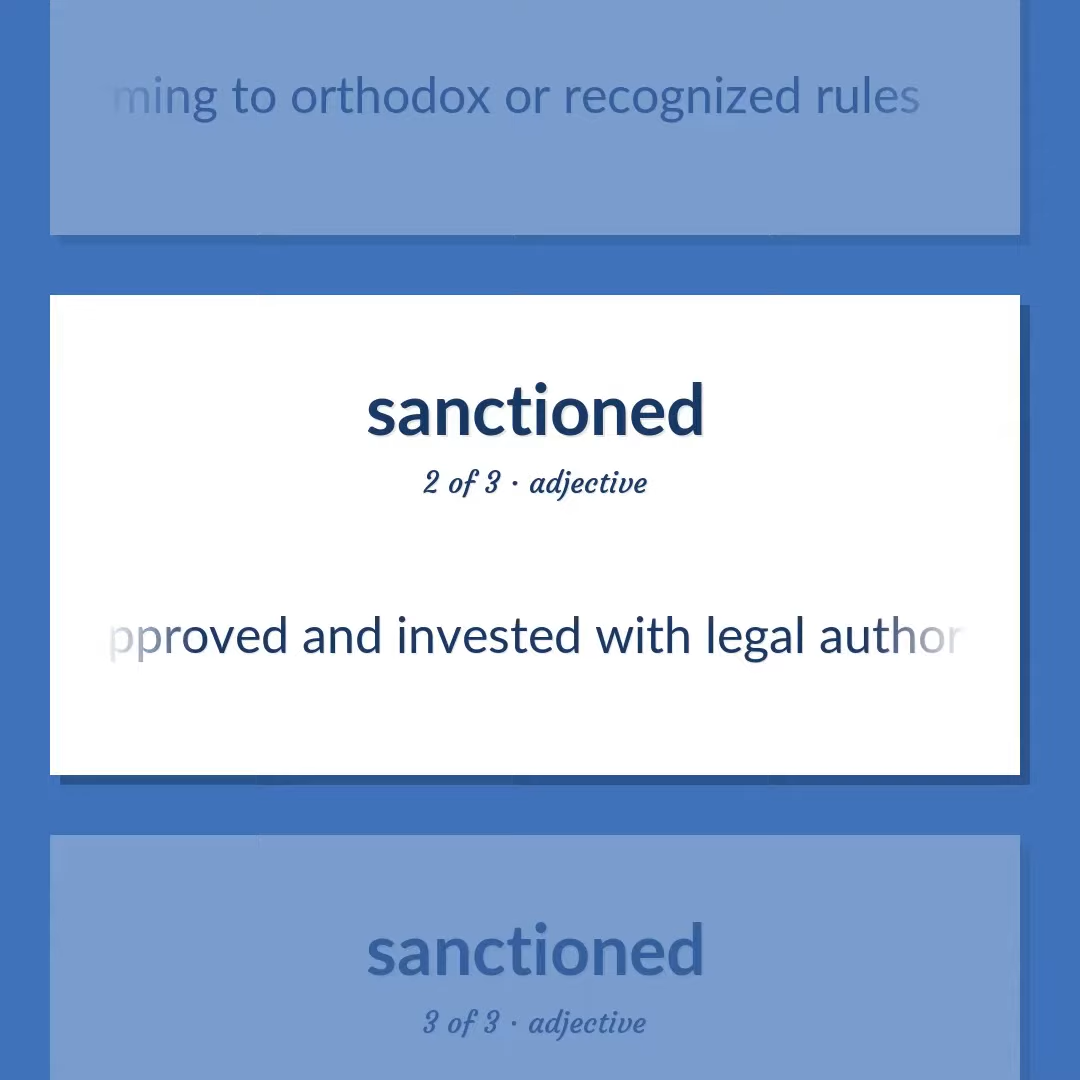 ming to orthodox or recognized rules
sanctioned
2 of 3 · adjective
pproved and invested with legal author
sanctioned
3 of 3 · adjective